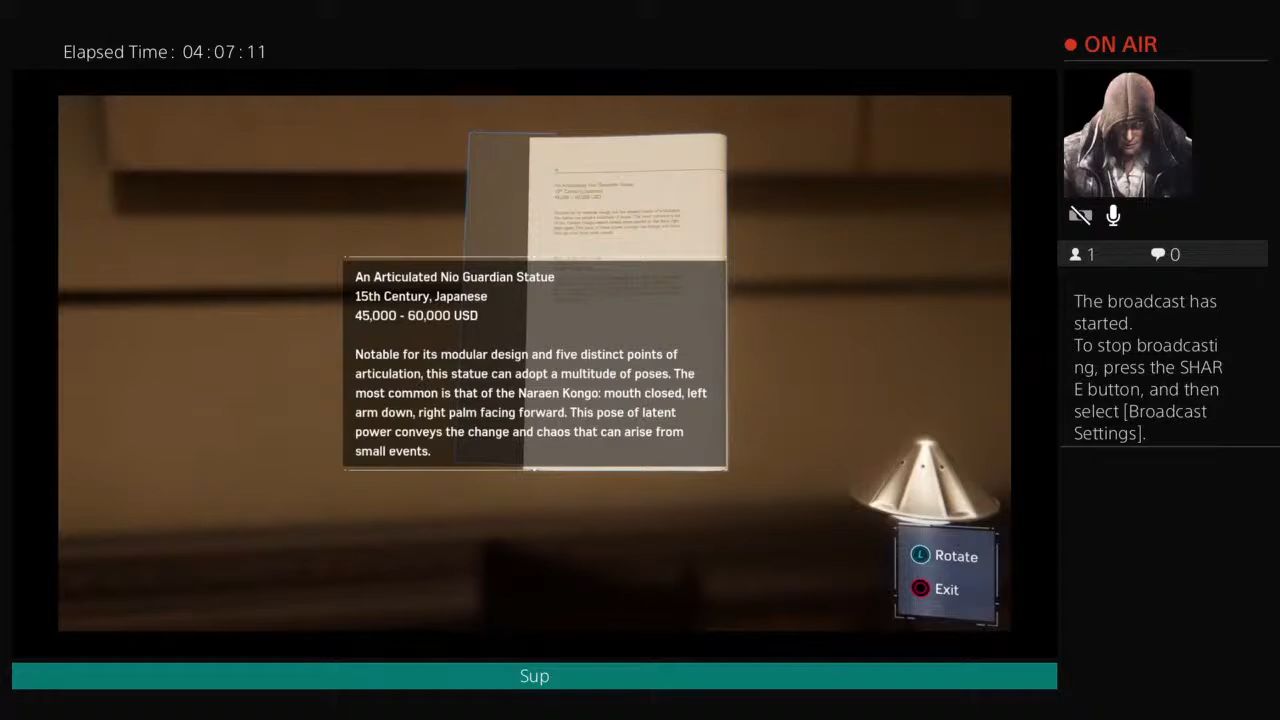 Elapsed Time: 04:07:11
ON AIR
1
0
The broadcast has
started.
To stop broadcasti
ng, press the SHAR
E button, and then
select [Broadcast
Settings].
An Articulated Nio Guardian Statue
15th Century, Japanese
45,000 - 60,000 USD
Notable for its modular design and five distinct points of
articulation, this statue can adopt a multitude of poses. The
most common is that of the Naraen Kongo: mouth closed, left
arm down, right palm facing forward. This pose of latent
power conveys the change and chaos that can arise from
small events.
L Rotate
Exit
Sup